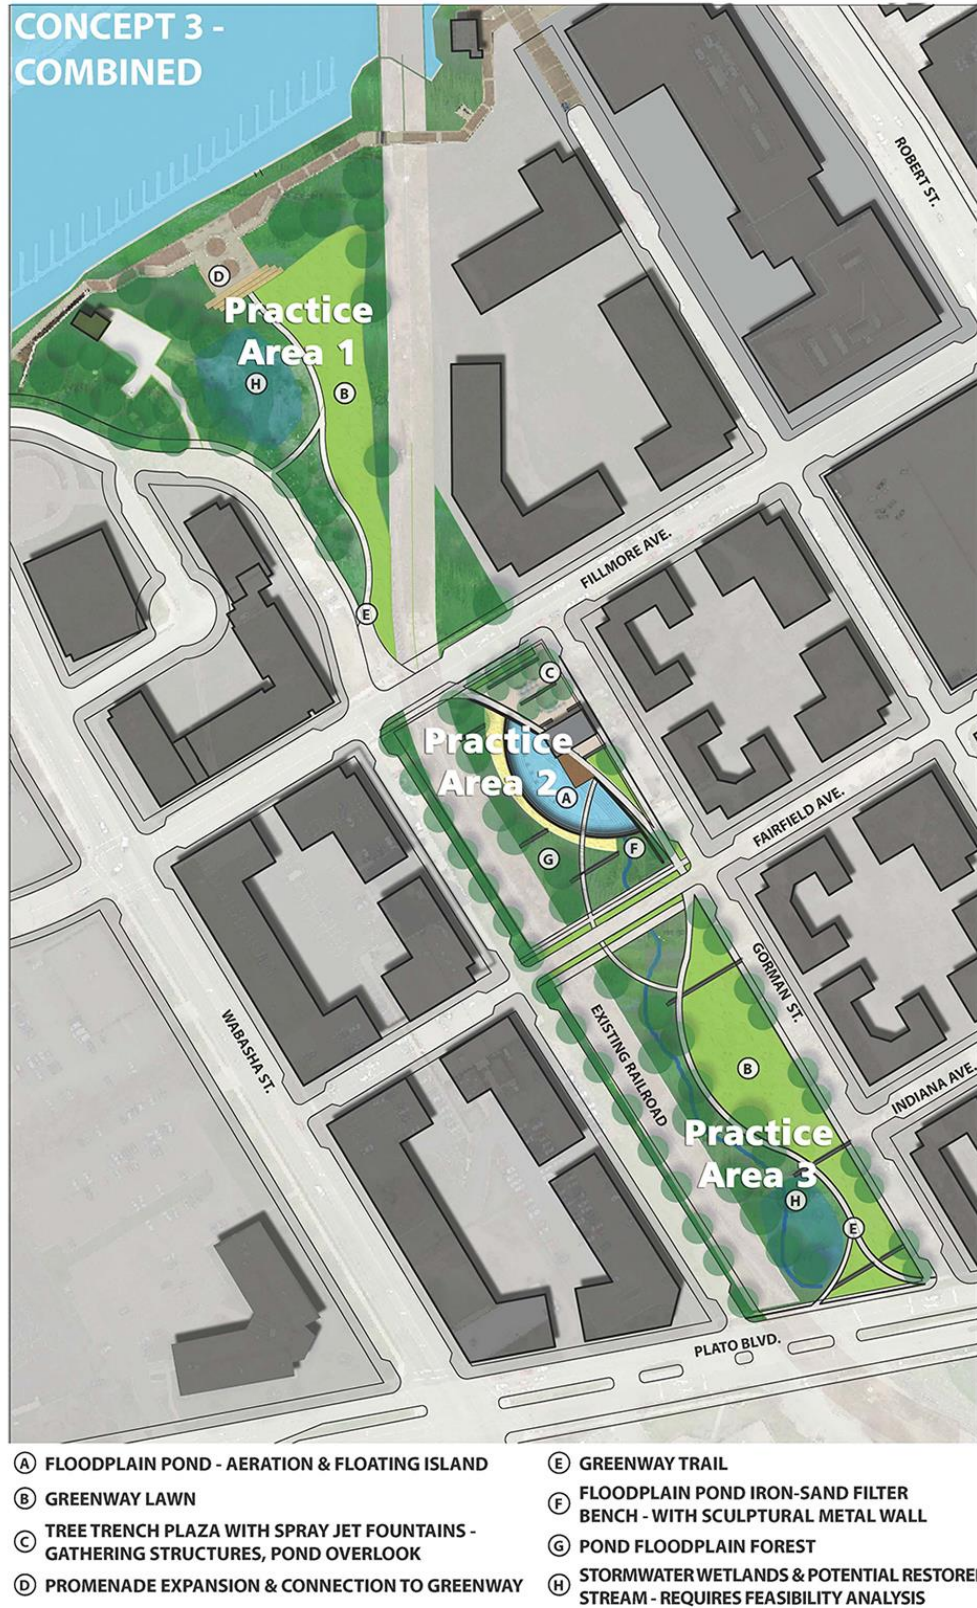 CONCEPT 3 -
COMBINED
ROBERT ST.
D
Practice
Area 1
H
B
E
FILLMORE AVE.
C
Practice
Area 2
A
F
G
FAIRFIELD AVE.
GORMAN ST.
WABASHA ST.
EXISTING RAILROAD
B
INDIANA AVE.
Practice
Area 3
H
E
PLATO BLVD.
A FLOODPLAIN POND - AERATION & FLOATING ISLAND
B GREENWAY LAWN
C TREE TRENCH PLAZA WITH SPRAY JET FOUNTAINS -
GATHERING STRUCTURES, POND OVERLOOK
D PROMENADE EXPANSION & CONNECTION TO GREENWAY
E GREENWAY TRAIL
F FLOODPLAIN POND IRON-SAND FILTER
BENCH - WITH SCULPTURAL METAL WALL
G POND FLOODPLAIN FOREST
H STORMWATER WETLANDS & POTENTIAL RESTORE
STREAM - REQUIRES FEASIBILITY ANALYSIS